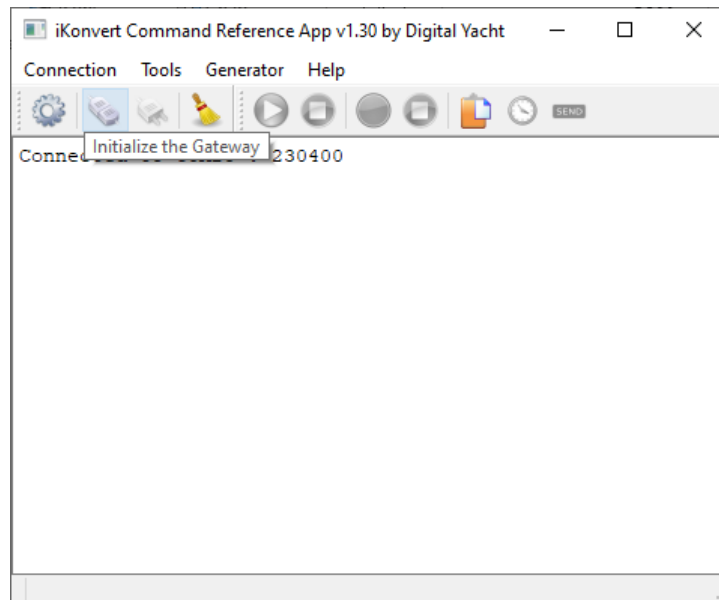 iKonvert Command Reference App v1.30 by Digital Yacht
Connection Tools Generator Help
SEND
Initialize the Gateway
230400